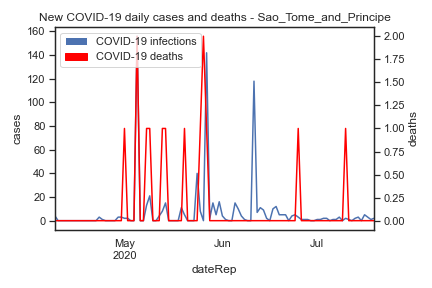 New COVID-19 daily cases and deaths - Sao_Tome_and_Principe
COVID-19 infections
COVID-19 deaths
160
140
120
100
80
60
40
20
0
cases
2.00
1.75
1.50
1.25
1.00
0.75
0.50
0.25
0.00
deaths
May
2020
Jun
Jul
dateRep